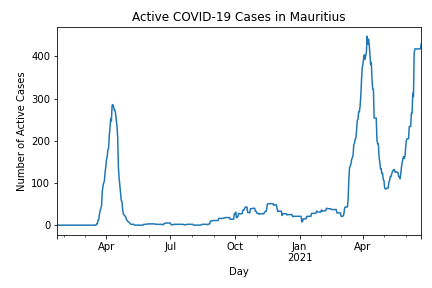 Active COVID-19 Cases in Mauritius
Number of Active Cases
400
300
200
100
0
Apr
Jul
Oct
Jan
2021
Apr
Day